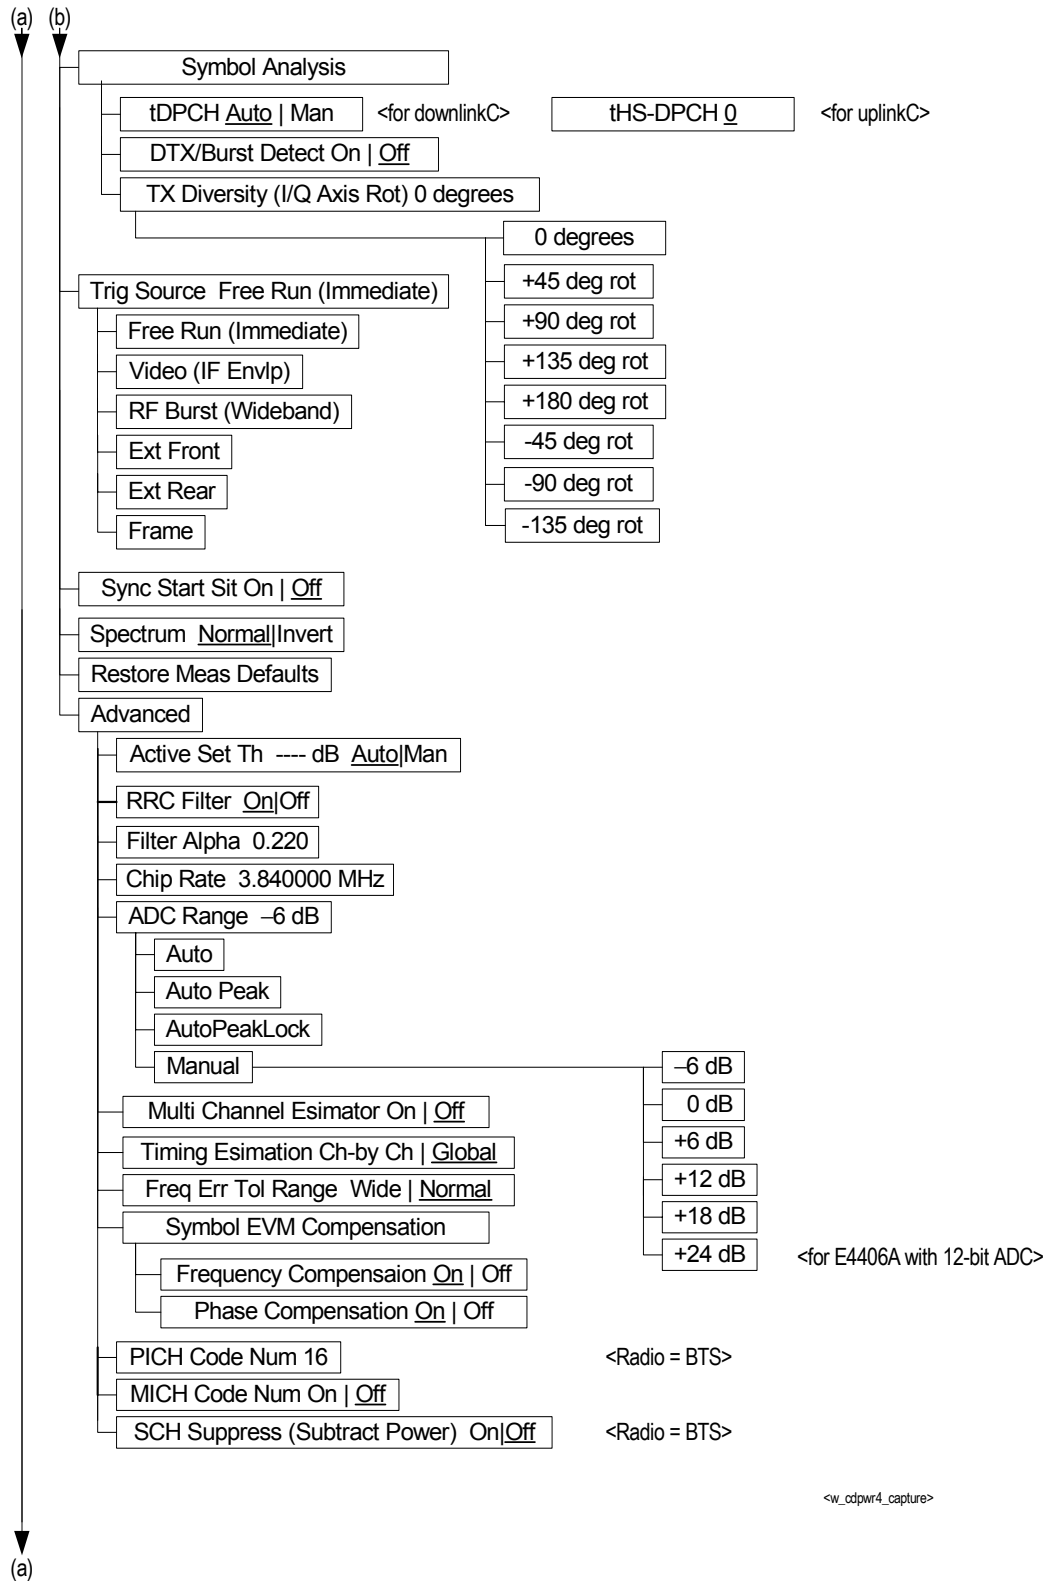 (a) (b)
Symbol Analysis
tDPCH Auto | Man <for downlinkC> tHS-DPCH 0 <for uplinkC>
DTX/Burst Detect On | Off
TX Diversity (I/Q Axis Rot) 0 degrees
0 degrees
+45 deg rot
+90 deg rot
+135 deg rot
+180 deg rot
-45 deg rot
-90 deg rot
-135 deg rot
Trig Source Free Run (Immediate)
Free Run (Immediate)
Video (IF Envlp)
RF Burst (Wideband)
Ext Front
Ext Rear
Frame
Sync Start Sit On | Off
Spectrum Normal|Invert
Restore Meas Defaults
Advanced
Active Set Th ---- dB Auto|Man
RRC Filter On|Off
Filter Alpha 0.220
Chip Rate 3.840000 MHz
ADC Range –6 dB
Auto
Auto Peak
AutoPeakLock
Manual
–6 dB
0 dB
+6 dB
+12 dB
+18 dB
+24 dB <for E4406A with 12-bit ADC>
Multi Channel Esimator On | Off
Timing Esimation Ch-by Ch | Global
Freq Err Tol Range Wide | Normal
Symbol EVM Compensation
Frequency Compensaion On | Off
Phase Compensation On | Off
PICH Code Num 16 <Radio = BTS>
MICH Code Num On | Off
SCH Suppress (Subtract Power) On|Off <Radio = BTS>
<w_cdpwr4_capture>
(a)